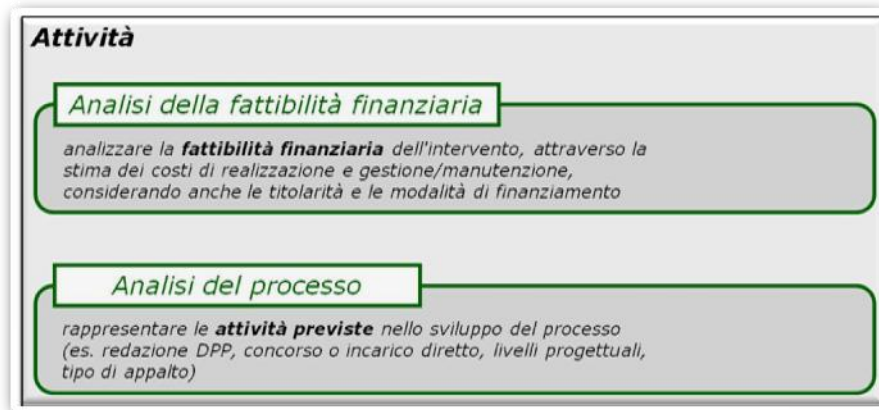 Attività
Analisi della fattibilità finanziaria
analizzare la fattibilità finanziaria dell'intervento, attraverso la
stima dei costi di realizzazione e gestione/manutenzione,
considerando anche le titolarità e le modalità di finanziamento
Analisi del processo
rappresentare le attività previste nello sviluppo del processo
(es. redazione DPP, concorso o incarico diretto, livelli progettuali,
tipo di appalto)